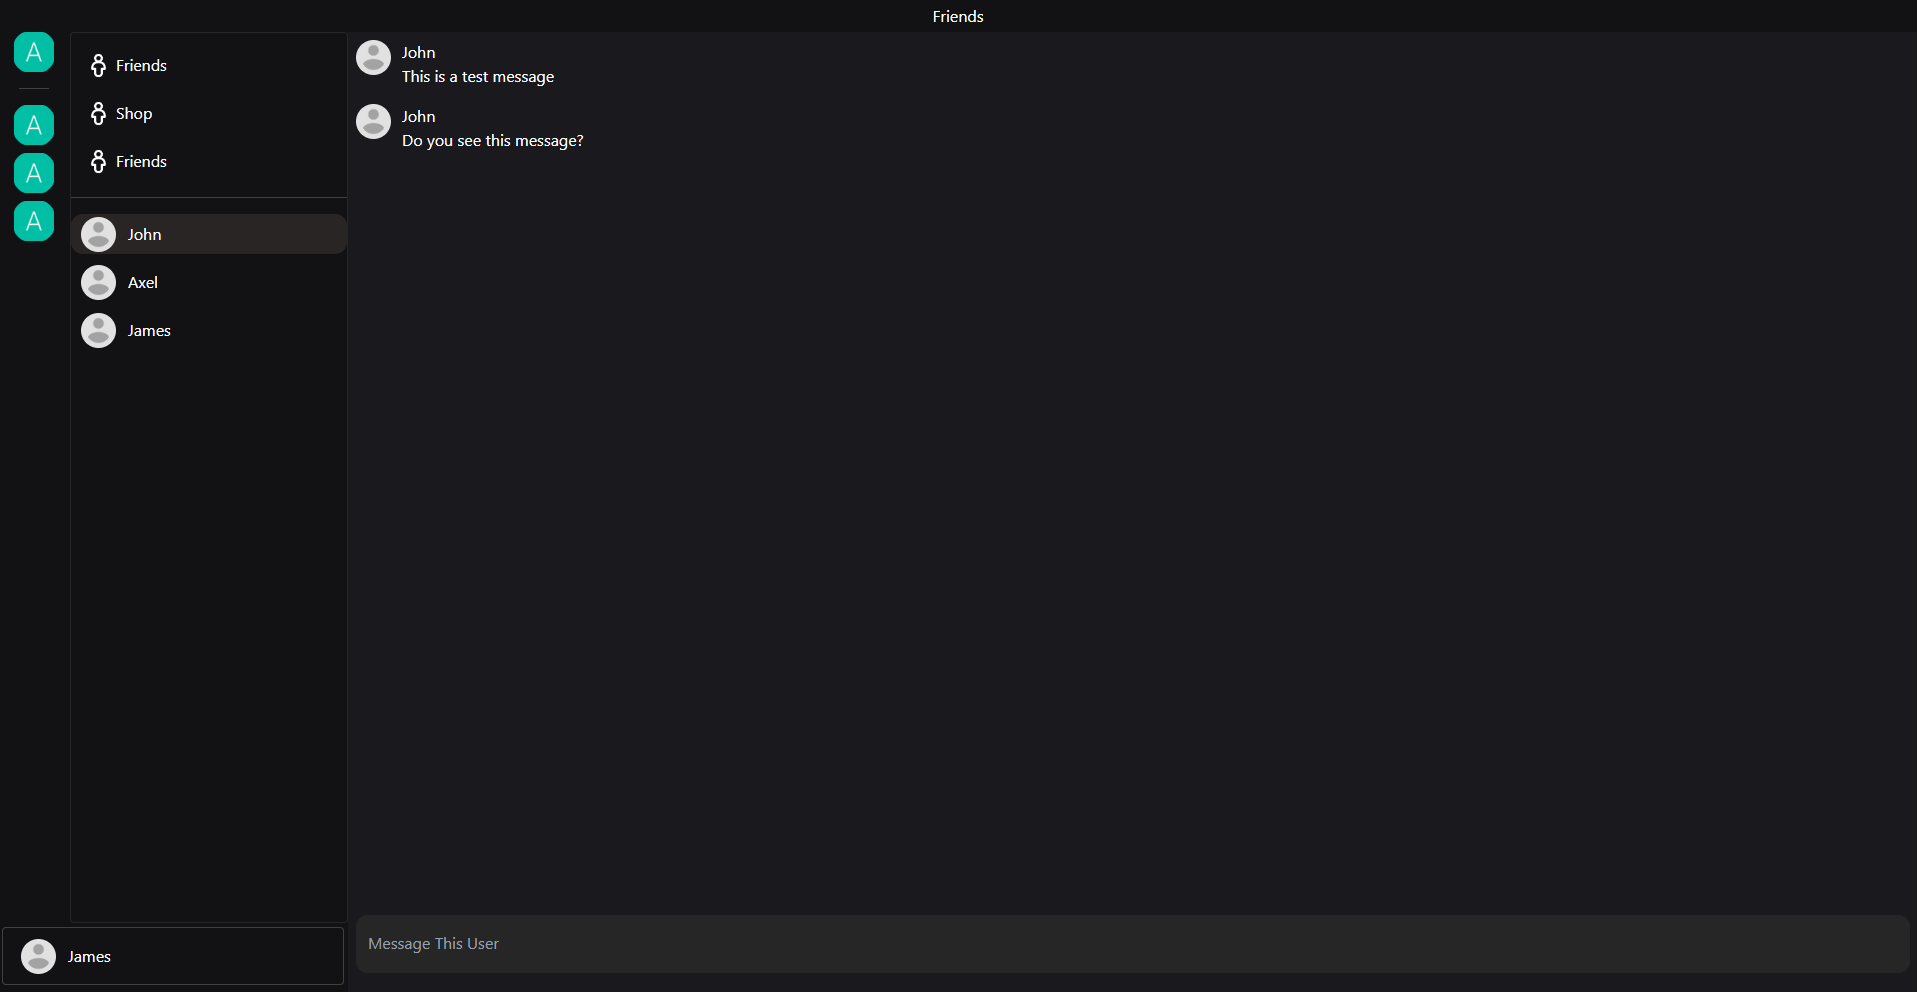 Friends
A
A
A
A
Friends
Shop
Friends
John
Axel
James
James
John
This is a test message
John
Do you see this message?
Message This User